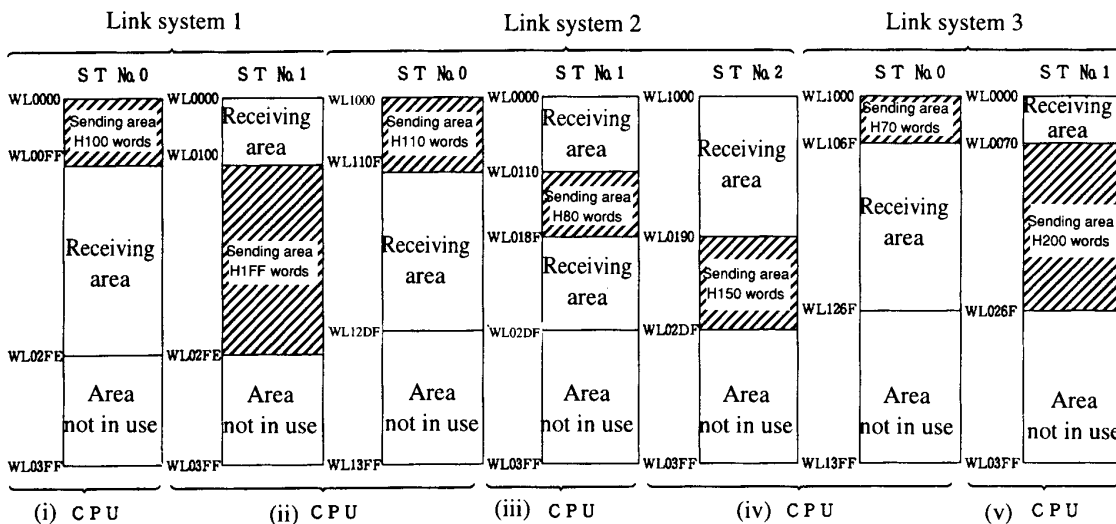 Link system 1
Link system 2
Link system 3
ST No.0
ST No.1
ST No.0
ST No.1
ST No.2
ST No.0
ST No.1
WL0000
Sending area
H100 words
WL00FF
Receiving
area
WL02FE
Area
not in use
WL03FF
WL0000
Receiving
area
WL0100
Sending area
H1FF words
WL02FE
Area
not in use
WL03FF
WL1000
Sending area
H110 words
WL110F
Receiving
area
WL12DF
Area
not in use
WL13FF
WL0000
Receiving
area
WL0110
Sending area
H80 words
WL018F
Receiving
area
WL02DF
Area
not in use
WL03FF
WL1000
Receiving
area
WL0190
Sending area
H150 words
WL02DF
Area
not in use
WL03FF
WL1000
Sending area
H70 words
WL106F
Receiving
area
WL126F
Area
not in use
WL13FF
WL0000
Receiving
area
WL0070
Sending area
H200 words
WL026F
Area
not in use
WL03FF
(i) CPU
(ii) CPU
(iii) CPU
(iv) CPU
(v) CPU